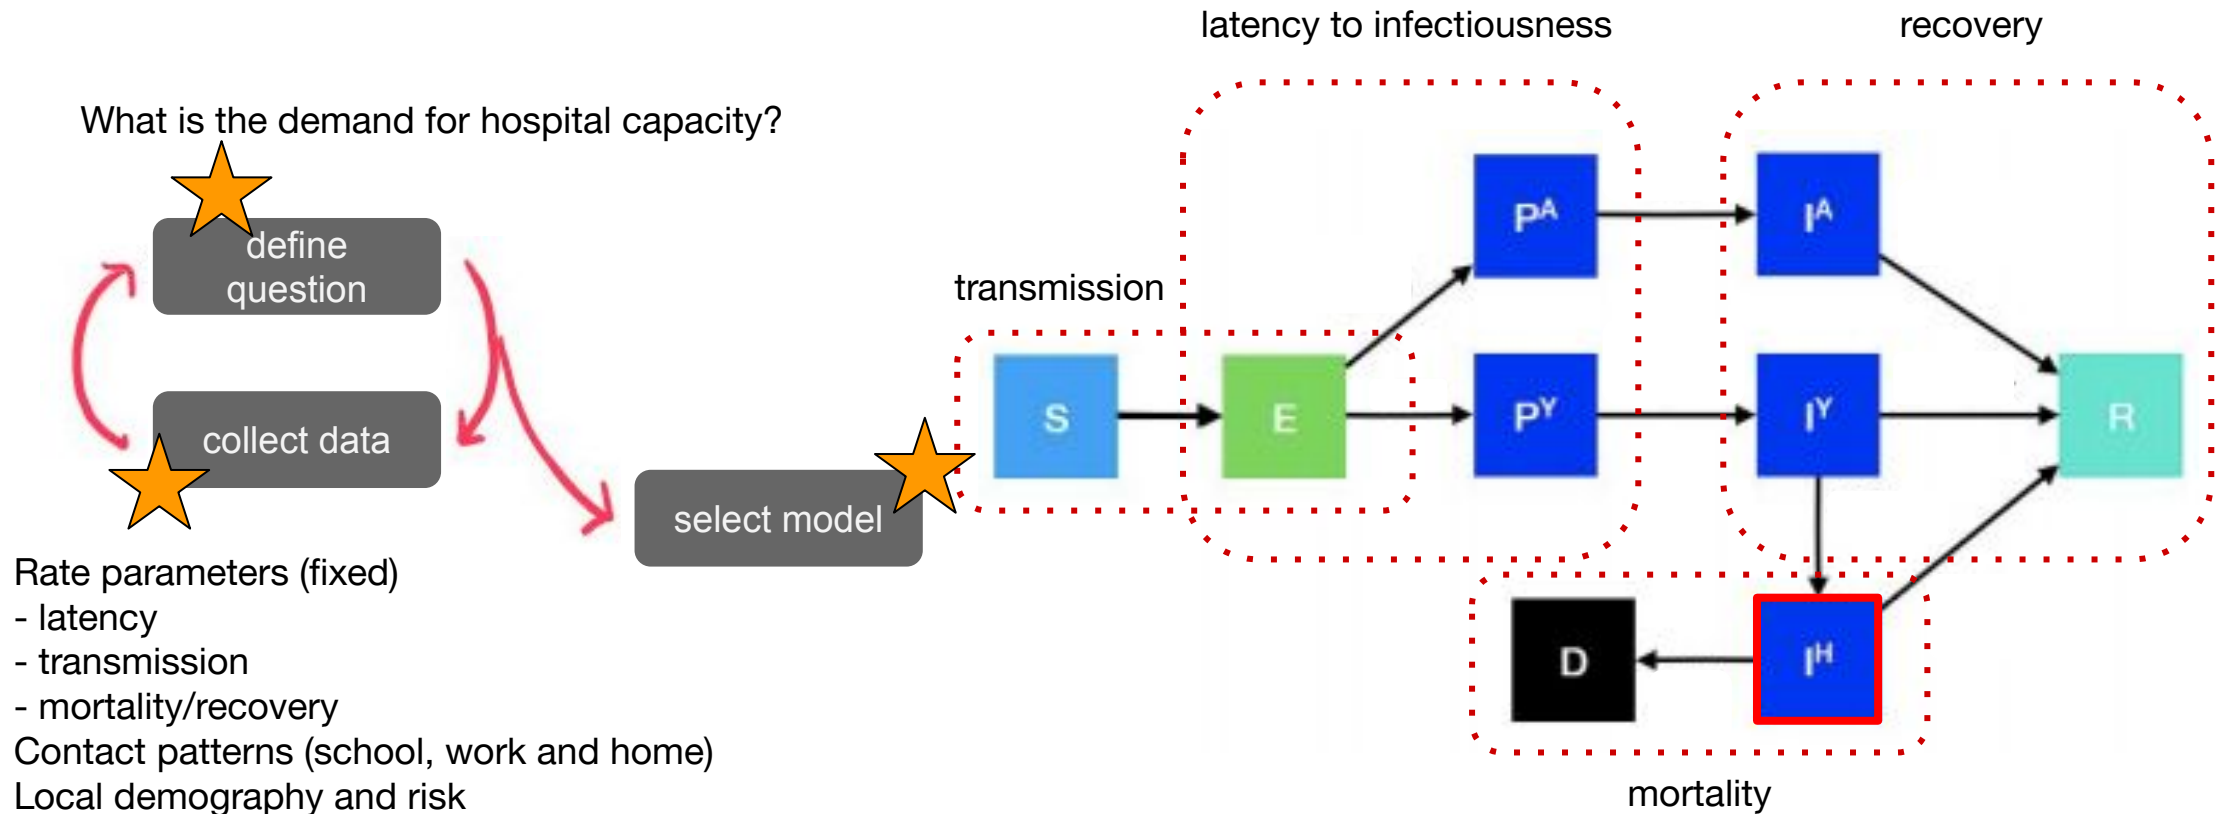 latency to infectiousness
recovery
What is the demand for hospital capacity?
define
question
collect data
select model
Rate parameters (fixed)
- latency
- transmission
- mortality/recovery
Contact patterns (school, work and home)
Local demography and risk
transmission
S
E
Pᴬ
Pʸ
Iᴬ
Iʸ
R
D
Iᴴ
mortality